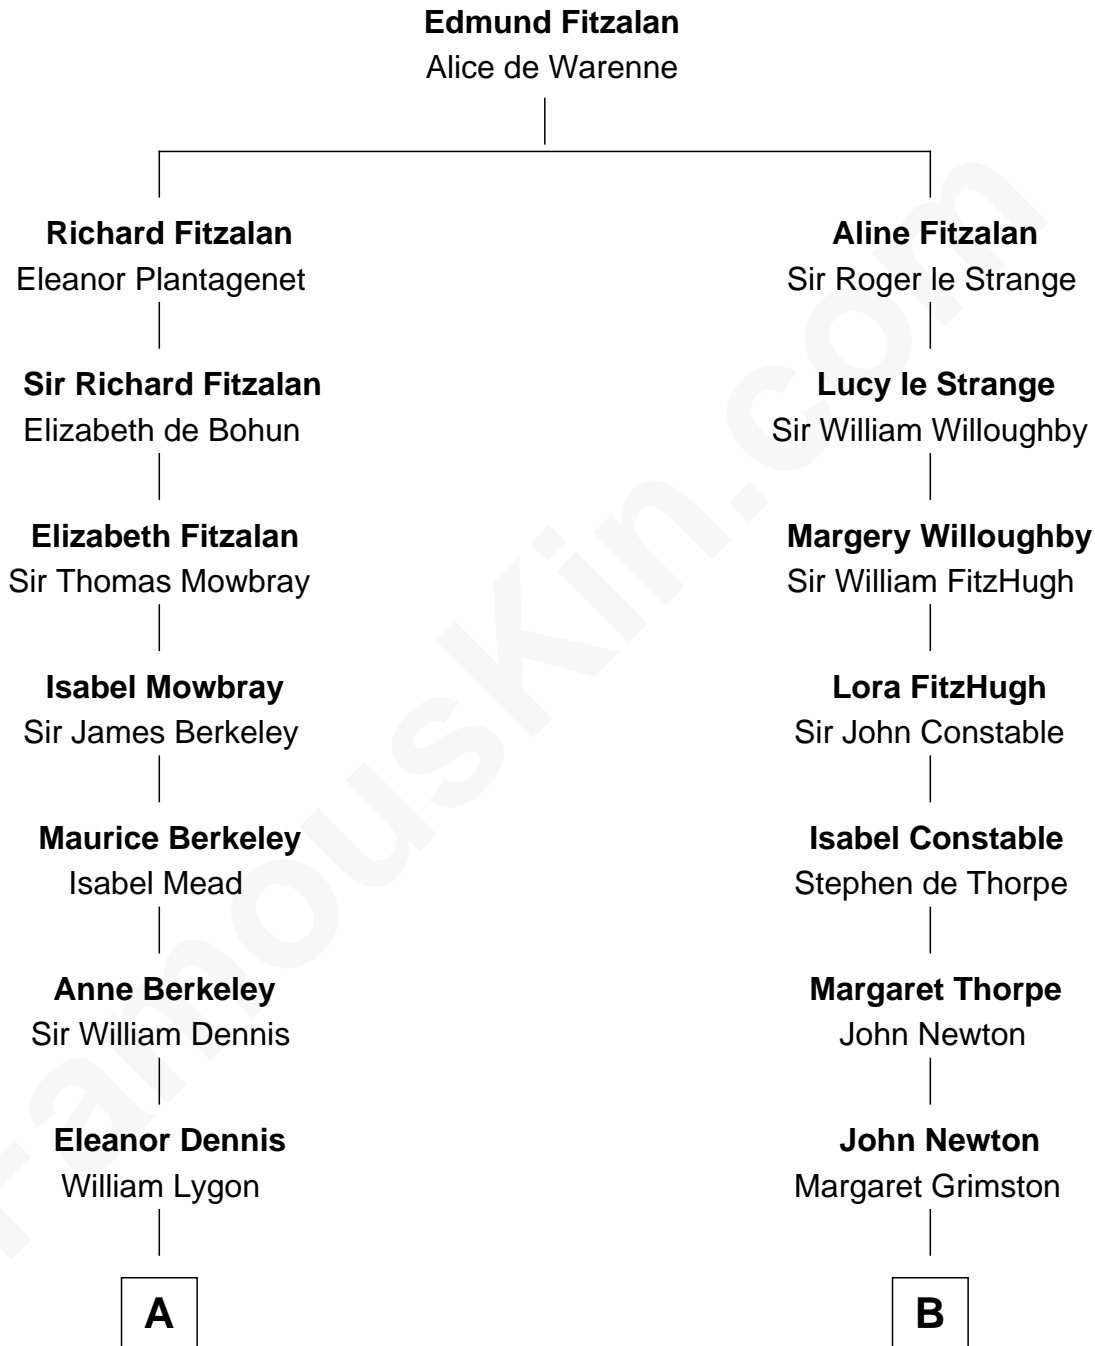 Edmund Fitzalan
Alice de Warenne
Richard Fitzalan
Eleanor Plantagenet
Aline Fitzalan
Sir Roger le Strange
Sir Richard Fitzalan
Elizabeth de Bohun
Lucy le Strange
Sir William Willoughby
Elizabeth Fitzalan
Sir Thomas Mowbray
Margery Willoughby
Sir William FitzHugh
Isabel Mowbray
Sir James Berkeley
Lora FitzHugh
Sir John Constable
Maurice Berkeley
Isabel Mead
Isabel Constable
Stephen de Thorpe
Anne Berkeley
Sir William Dennis
Margaret Thorpe
John Newton
Eleanor Dennis
William Lygon
John Newton
Margaret Grimston
A
B
FamousKin.com